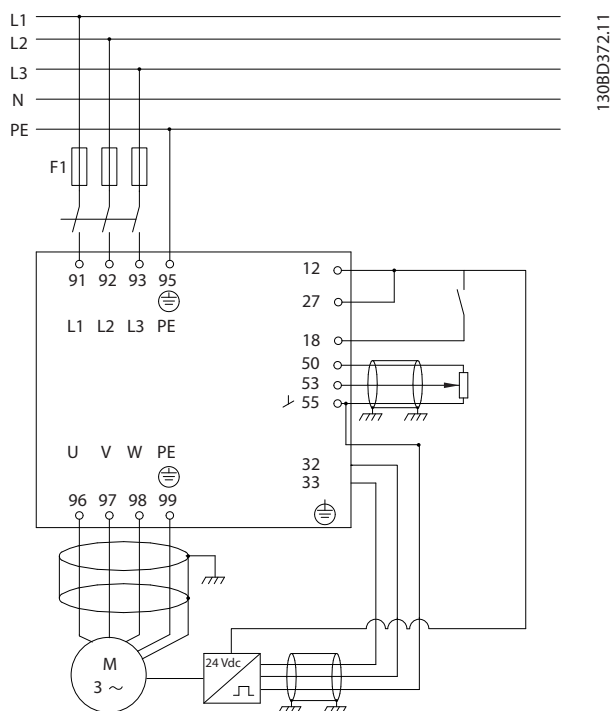 L1
L2
L3
N
PE
130BD372.11
F1
91 92 93 95
L1 L2 L3 PE
12
27
18
50
53
55
32
33
U V W PE
96 97 98 99
M
3 ~
24 Vdc